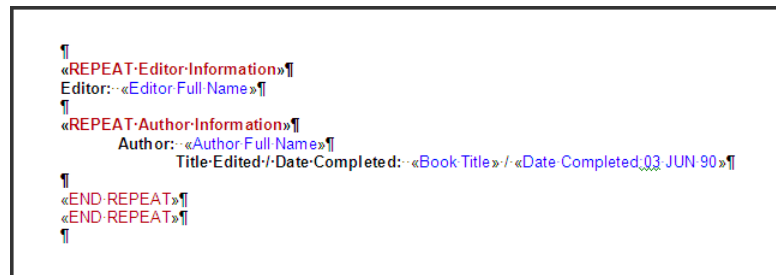 ¶
«REPEAT·Editor·Information»¶
Editor:··«Editor·Full·Name»¶
¶
«REPEAT·Author·Information»¶
Author:··«Author·Full·Name»¶
Title·Edited·/·Date·Completed:··«Book·Title»·/·«Date·Completed:03·JUN·90»¶
¶
«END·REPEAT»¶
«END·REPEAT»¶
¶